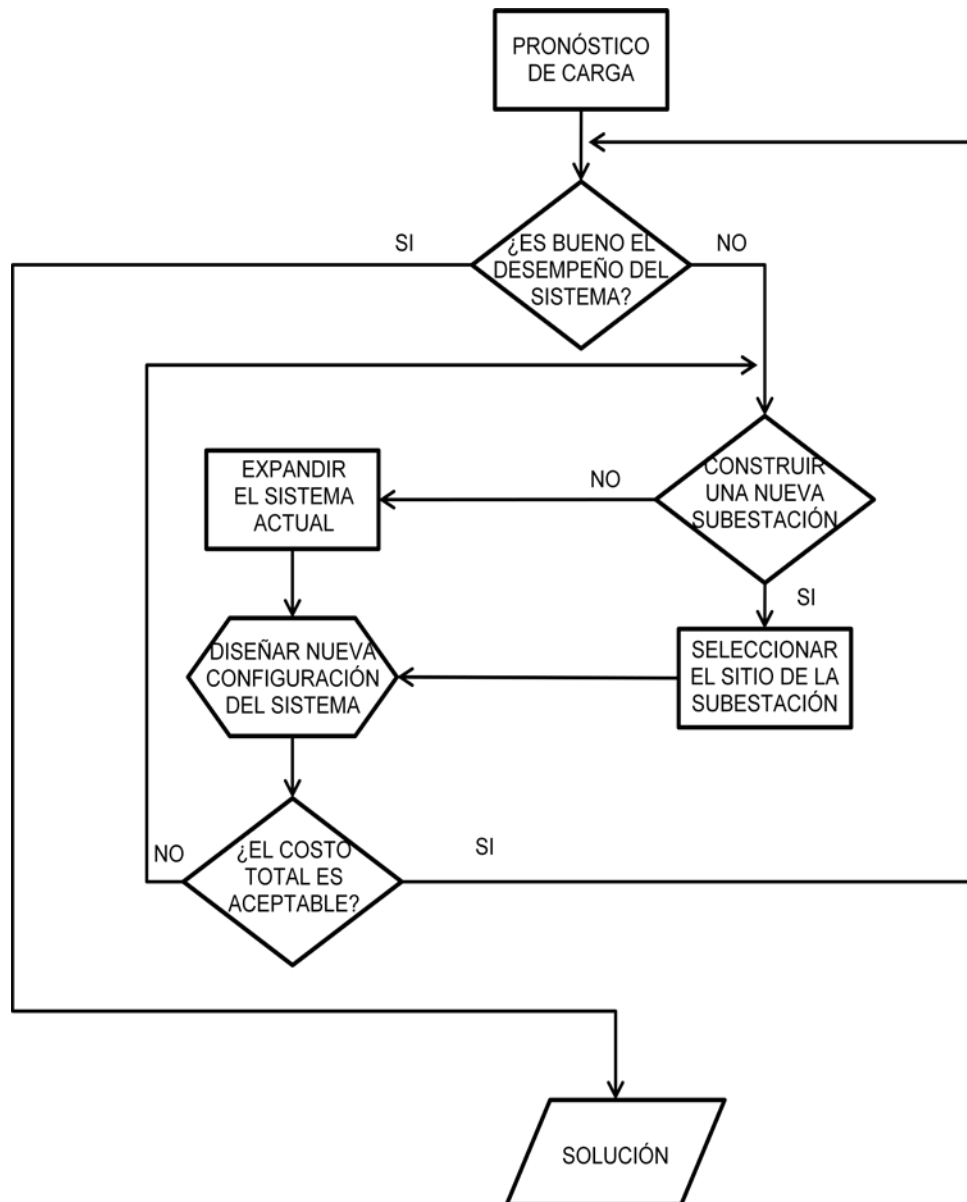 PRONÓSTICO
DE CARGA
SI
¿ES BUENO EL
DESEMPEÑO DEL
SISTEMA?
NO
EXPANDIR
EL SISTEMA
ACTUAL
NO
CONSTRUIR
UNA NUEVA
SUBESTACIÓN
SI
DISEÑAR NUEVA
CONFIGURACIÓN
DEL SISTEMA
SELECCIONAR
EL SITIO DE LA
SUBESTACIÓN
NO
¿EL COSTO
TOTAL ES
ACEPTABLE?
SI
SOLUCIÓN